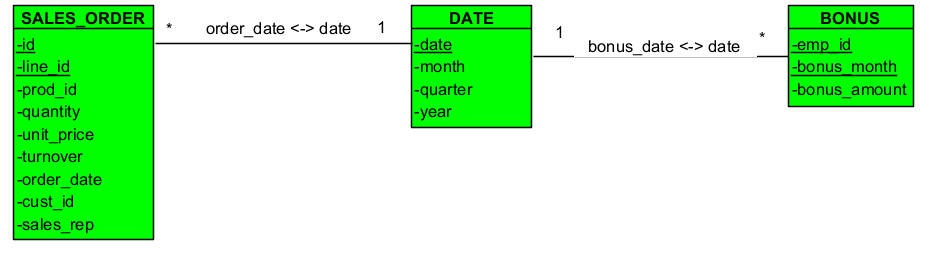 SALES_ORDER
-id
-line_id
-prod_id
-quantity
-unit_price
-turnover
-order_date
-cust_id
-sales_rep
* order_date <-> date 1
DATE
-date
-month
-quarter
-year
1 bonus_date <-> date *
BONUS
-emp_id
-bonus_month
-bonus_amount